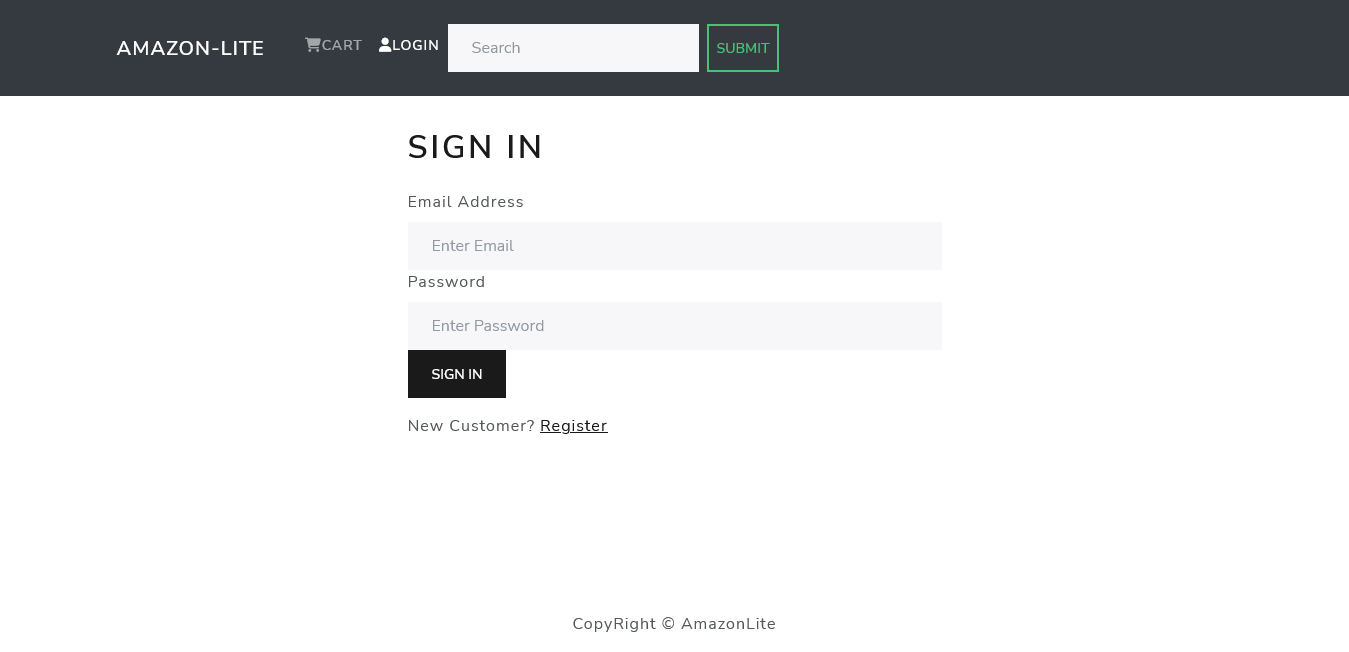 AMAZON-LITE CART LOGIN Search SUBMIT
SIGN IN
Email Address
Enter Email
Password
Enter Password
SIGN IN
New Customer? Register
CopyRight © AmazonLite